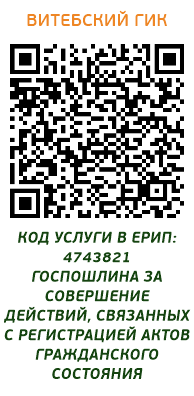 ВИТЕБСКИЙ ГИК
КОД УСЛУГИ В ЕРИП:
4743821
ГОСПОШЛИНА ЗА
СОВЕРШЕНИЕ
ДЕЙСТВИЙ, СВЯЗАННЫХ
С РЕГИСТРАЦИЕЙ АКТОВ
ГРАЖДАНСКОГО
СОСТОЯНИЯ